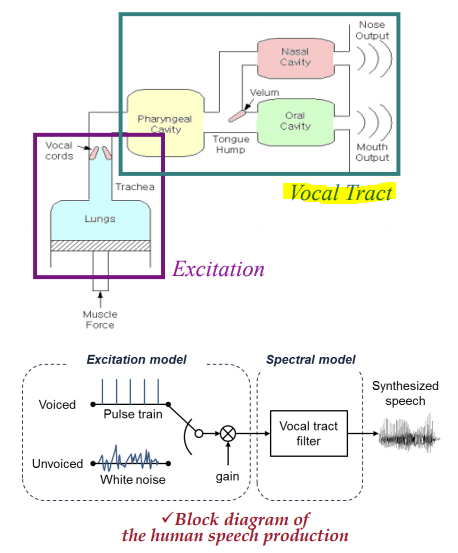 Nose
Output
Nasal
Cavity
Velum
Pharyngeal
Cavity
Oral
Cavity
Tongue
Hump
Mouth
Output
Vocal
cords
Trachea
Vocal Tract
Lungs
Excitation
Muscle
Force
Excitation model
Spectral model
Synthesized
speech
Voiced
Pulse train
Vocal tract
filter
Unvoiced
White noise
gain
✓Block diagram of
the human speech production